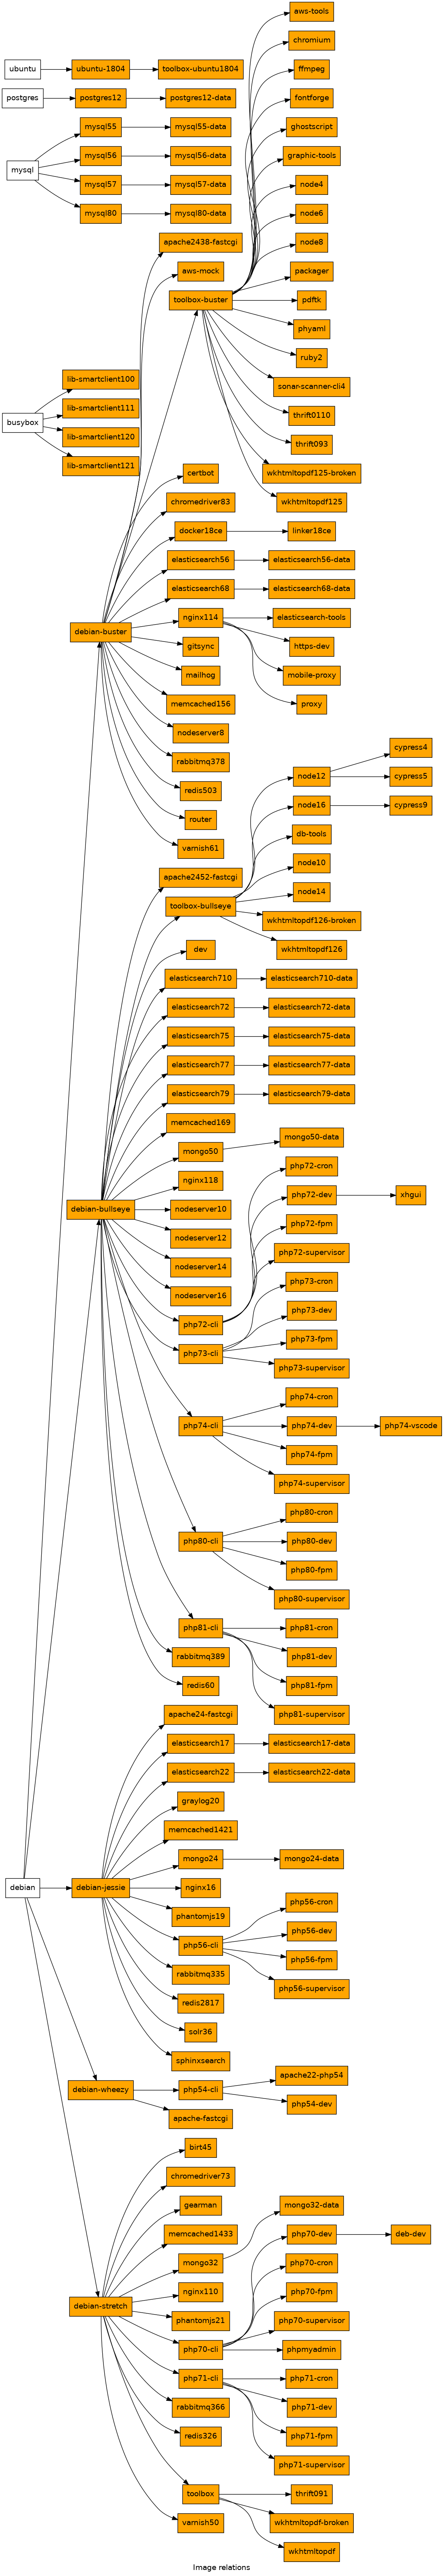 aws-tools
chromium
ffmpeg
ubuntu
ubuntu-1804
toolbox-ubuntu1804
postgres
postgres12
postgres12-data
fontforge
mysql55
mysql55-data
ghostscript
mysql56
mysql56-data
graphic-tools
mysql
mysql57
mysql57-data
node4
mysql80
mysql80-data
node6
apache2438-fastcgi
node8
aws-mock
packager
toolbox-buster
pdftk
phyaml
ruby2
lib-smartclient100
sonar-scanner-cli4
lib-smartclient111
thrift0110
busybox
lib-smartclient120
thrift093
lib-smartclient121
certbot
wkhtmltopdf125-broken
chromedriver83
wkhtmltopdf125
docker18ce
linker18ce
elasticsearch56
elasticsearch56-data
elasticsearch68
elasticsearch68-data
nginx114
elasticsearch-tools
debian-buster
gitsync
https-dev
mailhog
mobile-proxy
memcached156
proxy
nodeserver8
rabbitmq378
node12
cypress4
cypress5
redis503
node16
cypress9
router
db-tools
varnish61
node10
apache2452-fastcgi
node14
toolbox-bullseye
wkhtmltopdf126-broken
dev
wkhtmltopdf126
elasticsearch710
elasticsearch710-data
elasticsearch72
elasticsearch72-data
elasticsearch75
elasticsearch75-data
elasticsearch77
elasticsearch77-data
elasticsearch79
elasticsearch79-data
memcached169
mongo50
mongo50-data
nginx118
php72-cron
debian-bullseye
nodeserver10
php72-dev
xhgui
nodeserver12
php72-fpm
nodeserver14
php72-supervisor
nodeserver16
php73-cron
php72-cli
php73-dev
php73-cli
php73-fpm
php73-supervisor
php74-cron
php74-cli
php74-dev
php74-vscode
php74-fpm
php74-supervisor
php80-cron
php80-cli
php80-dev
php80-fpm
php80-supervisor
php81-cli
php81-cron
rabbitmq389
php81-dev
redis60
php81-fpm
apache24-fastcgi
php81-supervisor
elasticsearch17
elasticsearch17-data
elasticsearch22
elasticsearch22-data
graylog20
memcached1421
mongo24
mongo24-data
debian
debian-jessie
nginx16
phantomjs19
php56-cron
php56-cli
php56-dev
php56-fpm
rabbitmq335
php56-supervisor
redis2817
solr36
sphinxsearch
apache22-php54
debian-wheezy
php54-cli
php54-dev
apache-fastcgi
birt45
chromedriver73
gearman
mongo32-data
memcached1433
php70-dev
deb-dev
mongo32
php70-cron
nginx110
php70-fpm
debian-stretch
phantomjs21
php70-supervisor
php70-cli
phpmyadmin
php71-cli
php71-cron
rabbitmq366
php71-dev
redis326
php71-fpm
php71-supervisor
toolbox
thrift091
varnish50
wkhtmltopdf-broken
wkhtmltopdf
Image relations